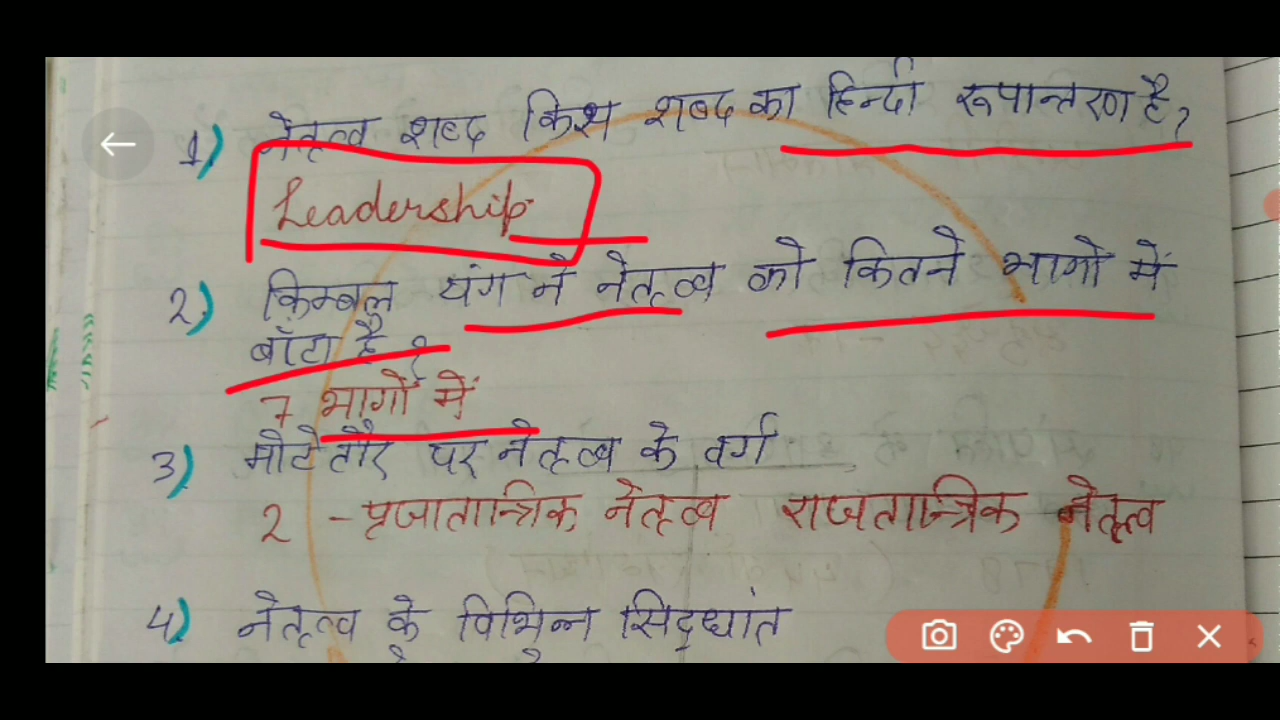 1) नेतृत्व शब्द किस शब्द का हिन्दी रूपान्तरण है?
Leadership
2) किम्बल यंग ने नेतृत्व को कितने भागों में
बाँटा है ?
7 भागों में
3) मोटे तौर पर नेतृत्व के वर्ग
2 - प्रजातान्त्रिक नेतृत्व राजतान्त्रिक नेतृत्व
4) नेतृत्व के विभिन्न सिद्धांत